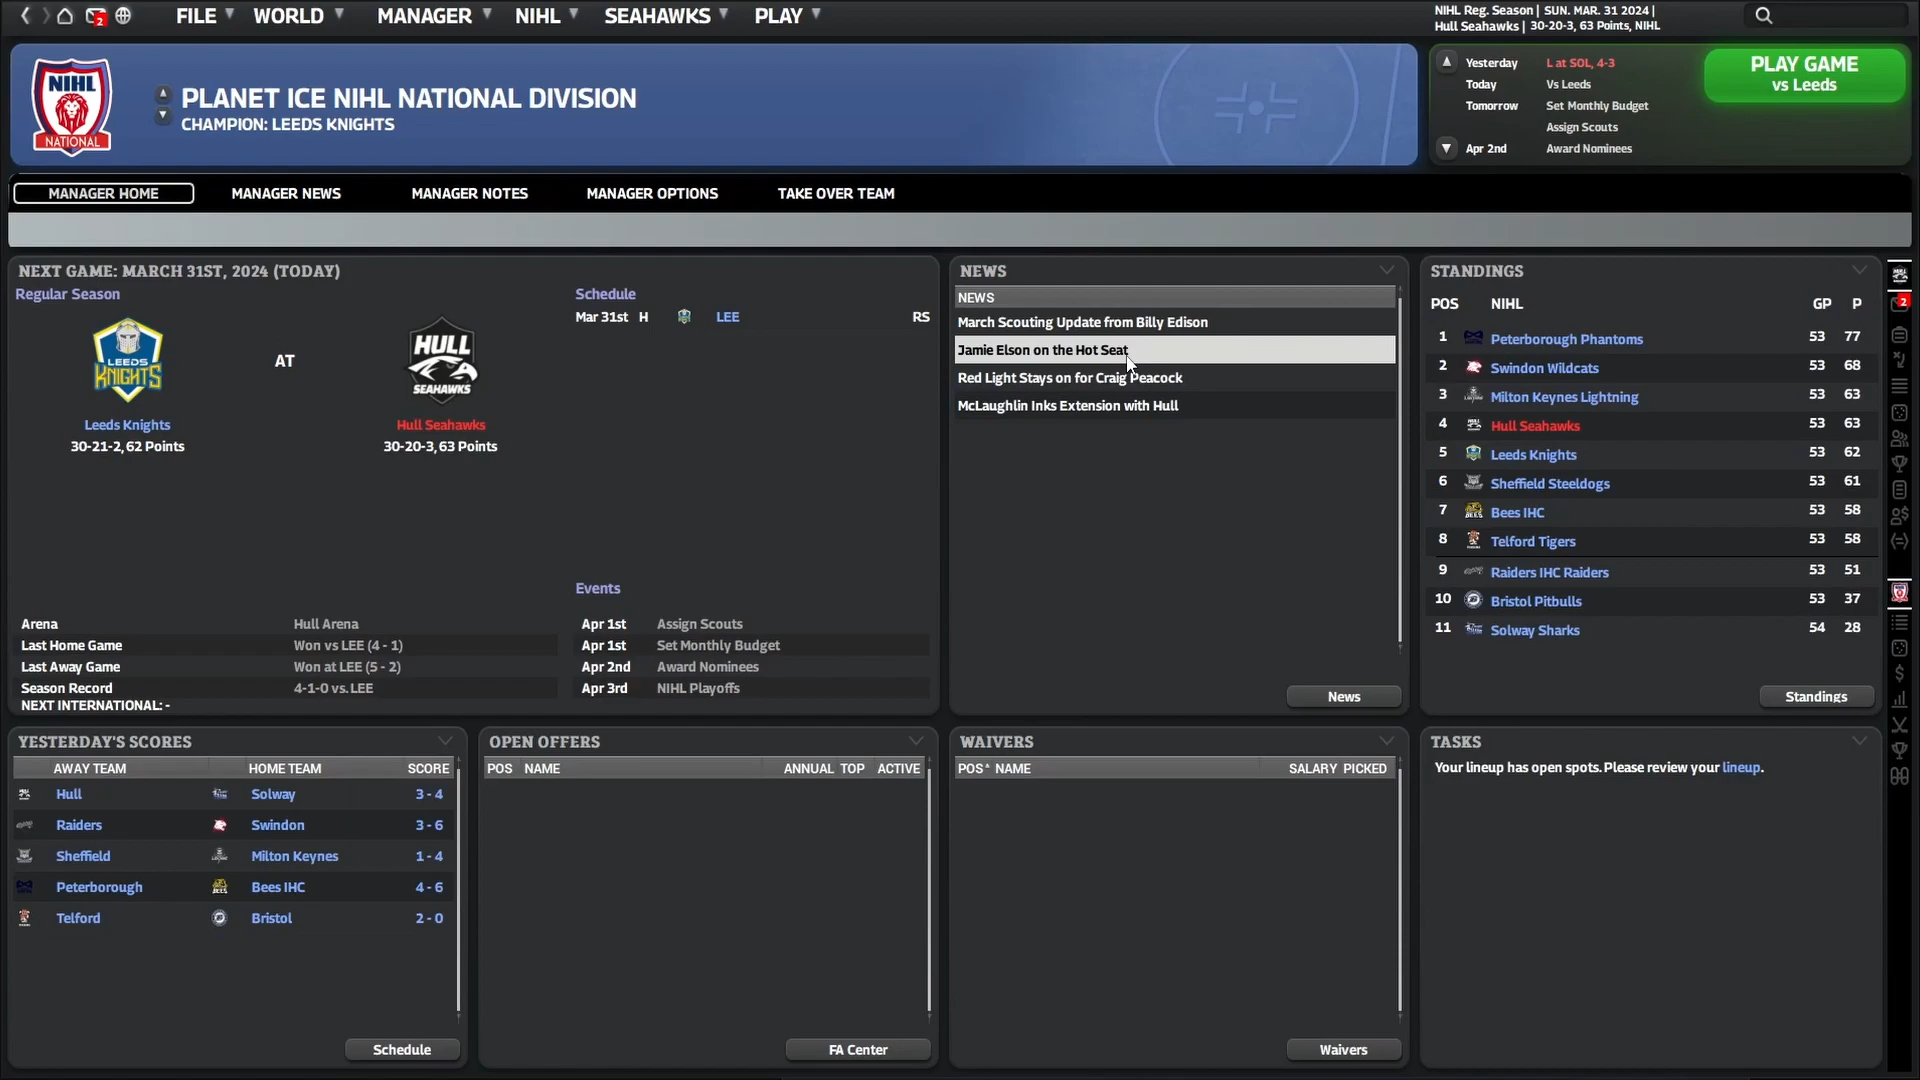 2
FILE
WORLD
MANAGER
NIHL
SEAHAWKS
PLAY
NIHL Reg. Season | SUN. MAR. 31 2024 |
Hull Seahawks | 30-20-3, 63 Points, NIHL
NIHL
NATIONAL
PLANET ICE NIHL NATIONAL DIVISION
CHAMPION: LEEDS KNIGHTS
Yesterday L at SOL, 4-3
Today Vs Leeds
Tomorrow Set Monthly Budget
Assign Scouts
Apr 2nd Award Nominees
PLAY GAME
vs Leeds
MANAGER HOME
MANAGER NEWS
MANAGER NOTES
MANAGER OPTIONS
TAKE OVER TEAM
NEXT GAME: MARCH 31ST, 2024 (TODAY)
Regular Season
LEEDS
KNIGHTS
AT
HULL
SEAHAWKS
Leeds Knights
30-21-2, 62 Points
Hull Seahawks
30-20-3, 63 Points
Schedule
Mar 31st H LEE RS
Events
Apr 1st Assign Scouts
Apr 1st Set Monthly Budget
Apr 2nd Award Nominees
Apr 3rd NIHL Playoffs
Arena Hull Arena
Last Home Game Won vs LEE (4 - 1)
Last Away Game Won at LEE (5 - 2)
Season Record 4-1-0 vs. LEE
NEXT INTERNATIONAL: -
NEWS
NEWS
March Scouting Update from Billy Edison
Jamie Elson on the Hot Seat
Red Light Stays on for Craig Peacock
McLaughlin Inks Extension with Hull
News
STANDINGS
POS NIHL GP P
1 Peterborough Phantoms 53 77
2 Swindon Wildcats 53 68
3 Milton Keynes Lightning 53 63
4 Hull Seahawks 53 63
5 Leeds Knights 53 62
6 Sheffield Steeldogs 53 61
7 Bees IHC 53 58
8 Telford Tigers 53 58
9 Raiders IHC Raiders 53 51
10 Bristol Pitbulls 53 37
11 Solway Sharks 54 28
Standings
2
YESTERDAY'S SCORES
AWAY TEAM HOME TEAM SCORE
Hull Solway 3 - 4
Raiders Swindon 3 - 6
Sheffield Milton Keynes 1 - 4
Peterborough Bees IHC 4 - 6
Telford Bristol 2 - 0
Schedule
OPEN OFFERS
POS NAME ANNUAL TOP ACTIVE
FA Center
WAIVERS
POS NAME SALARY PICKED
Waivers
TASKS
Your lineup has open spots. Please review your lineup.